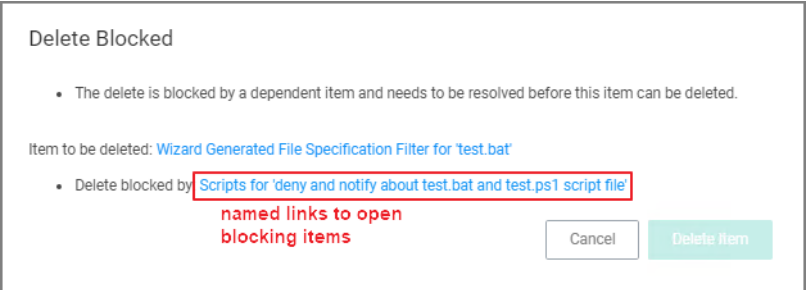 Delete Blocked
• The delete is blocked by a dependent item and needs to be resolved before this item can be deleted.
Item to be deleted: Wizard Generated File Specification Filter for 'test.bat'
• Delete blocked by Scripts for 'deny and notify about test.bat and test.ps1 script file'
named links to open
blocking items
Cancel
Delete Item